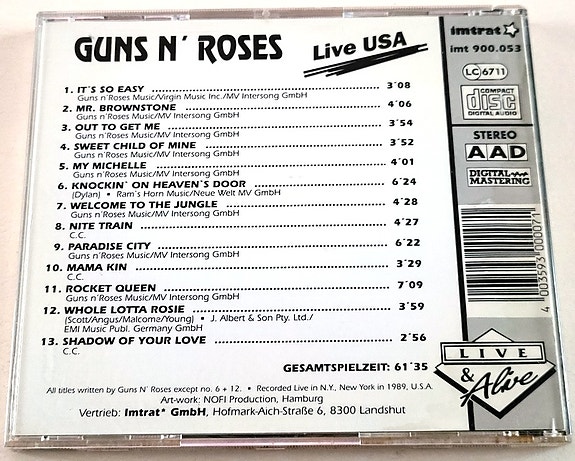 GUNS N´ ROSES
Live USA
1. IT´S SO EASY 3´08
Guns n´Roses Music/Virgin Music Inc./MV Intersong GmbH
2. MR. BROWNSTONE 4´06
Guns n´Roses Music/MV Intersong GmbH
3. OUT TO GET ME 3´54
Guns n´Roses Music/MV Intersong GmbH
4. SWEET CHILD OF MINE 3´52
Guns n´Roses Music/MV Intersong GmbH
5. MY MICHELLE 4´01
Guns n´Roses Music/MV Intersong GmbH
6. KNOCKIN´ ON HEAVEN´S DOOR 6´24
(Dylan) • Ram´s Horn Music/Neue Welt MV GmbH
7. WELCOME TO THE JUNGLE 4´28
Guns n´Roses Music/MV Intersong GmbH
8. NITE TRAIN 4´27
C.C.
9. PARADISE CITY 6´22
Guns n´Roses Music/MV Intersong GmbH
10. MAMA KIN 3´29
C.C.
11. ROCKET QUEEN 7´09
Guns n´Roses Music/MV Intersong GmbH
12. WHOLE LOTTA ROSIE 3´59
(Scott/Angus/Malcome/Young) • J. Albert & Son Pty. Ltd./
EMI Music Publ. Germany GmbH
13. SHADOW OF YOUR LOVE 2´56
C.C.
GESAMTSPIELZEIT: 61´35
All titles written by Guns N´ Roses except no. 6 + 12. • Recorded Live in N.Y., New York in 1989, U.S.A.
Art-work: NOFI Production, Hamburg
Vertrieb: Imtrat* GmbH, Hofmark-Aich-Straße 6, 8300 Landshut
imtrat
imt 900.053
LC 6711
COMPACT
disc
DIGITAL AUDIO
STEREO
AAD
DIGITAL
MASTERING
4 003593 000071
LIVE
& Alive